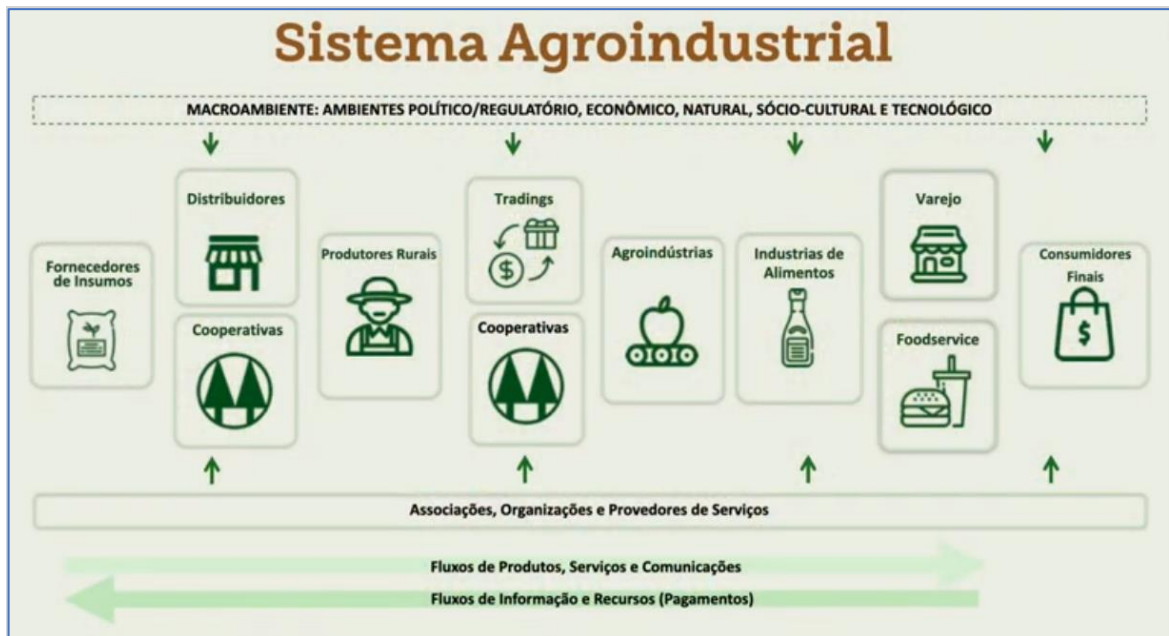 Sistema Agroindustrial
MACROAMBIENTE: AMBIENTES POLÍTICO/REGULATÓRIO, ECONÔMICO, NATURAL, SÓCIO-CULTURAL E TECNOLÓGICO
Fornecedores
de Insumos
Distribuidores
Cooperativas
Produtores Rurais
Tradings
$
Cooperativas
Agroindústrias
Industrias de
Alimentos
Varejo
Foodservice
Consumidores
Finais
$
Associações, Organizações e Provedores de Serviços
Fluxos de Produtos, Serviços e Comunicações
Fluxos de Informação e Recursos (Pagamentos)